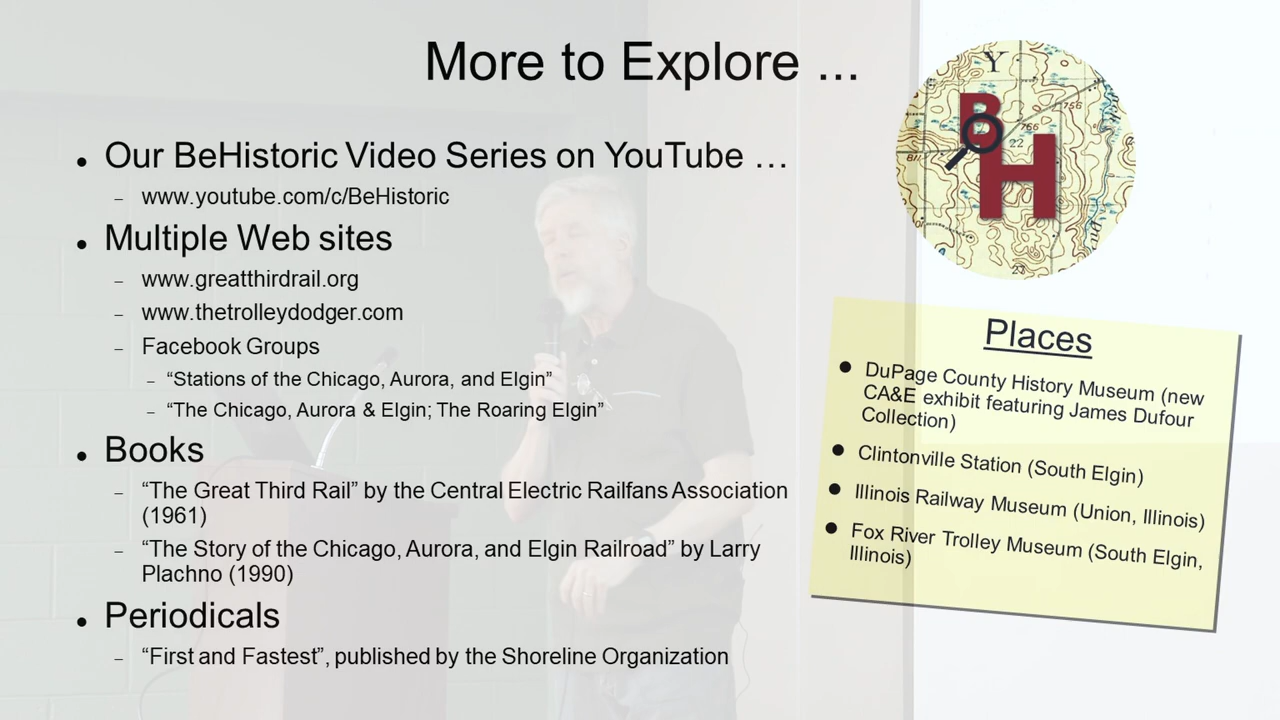 More to Explore ...
• Our BeHistoric Video Series on YouTube …
– www.youtube.com/c/BeHistoric
• Multiple Web sites
– www.greatthirdrail.org
– www.thetrolleydodger.com
– Facebook Groups
– “Stations of the Chicago, Aurora, and Elgin”
– “The Chicago, Aurora & Elgin; The Roaring Elgin”
• Books
– “The Great Third Rail” by the Central Electric Railfans Association
(1961)
– “The Story of the Chicago, Aurora, and Elgin Railroad” by Larry
Plachno (1990)
• Periodicals
– “First and Fastest”, published by the Shoreline Organization
Y
B
H
756
766
22
811
23
Places
• DuPage County History Museum (new
CA&E exhibit featuring James Dufour
Collection)
• Clintonville Station (South Elgin)
• Illinois Railway Museum (Union, Illinois)
• Fox River Trolley Museum (South Elgin,
Illinois)